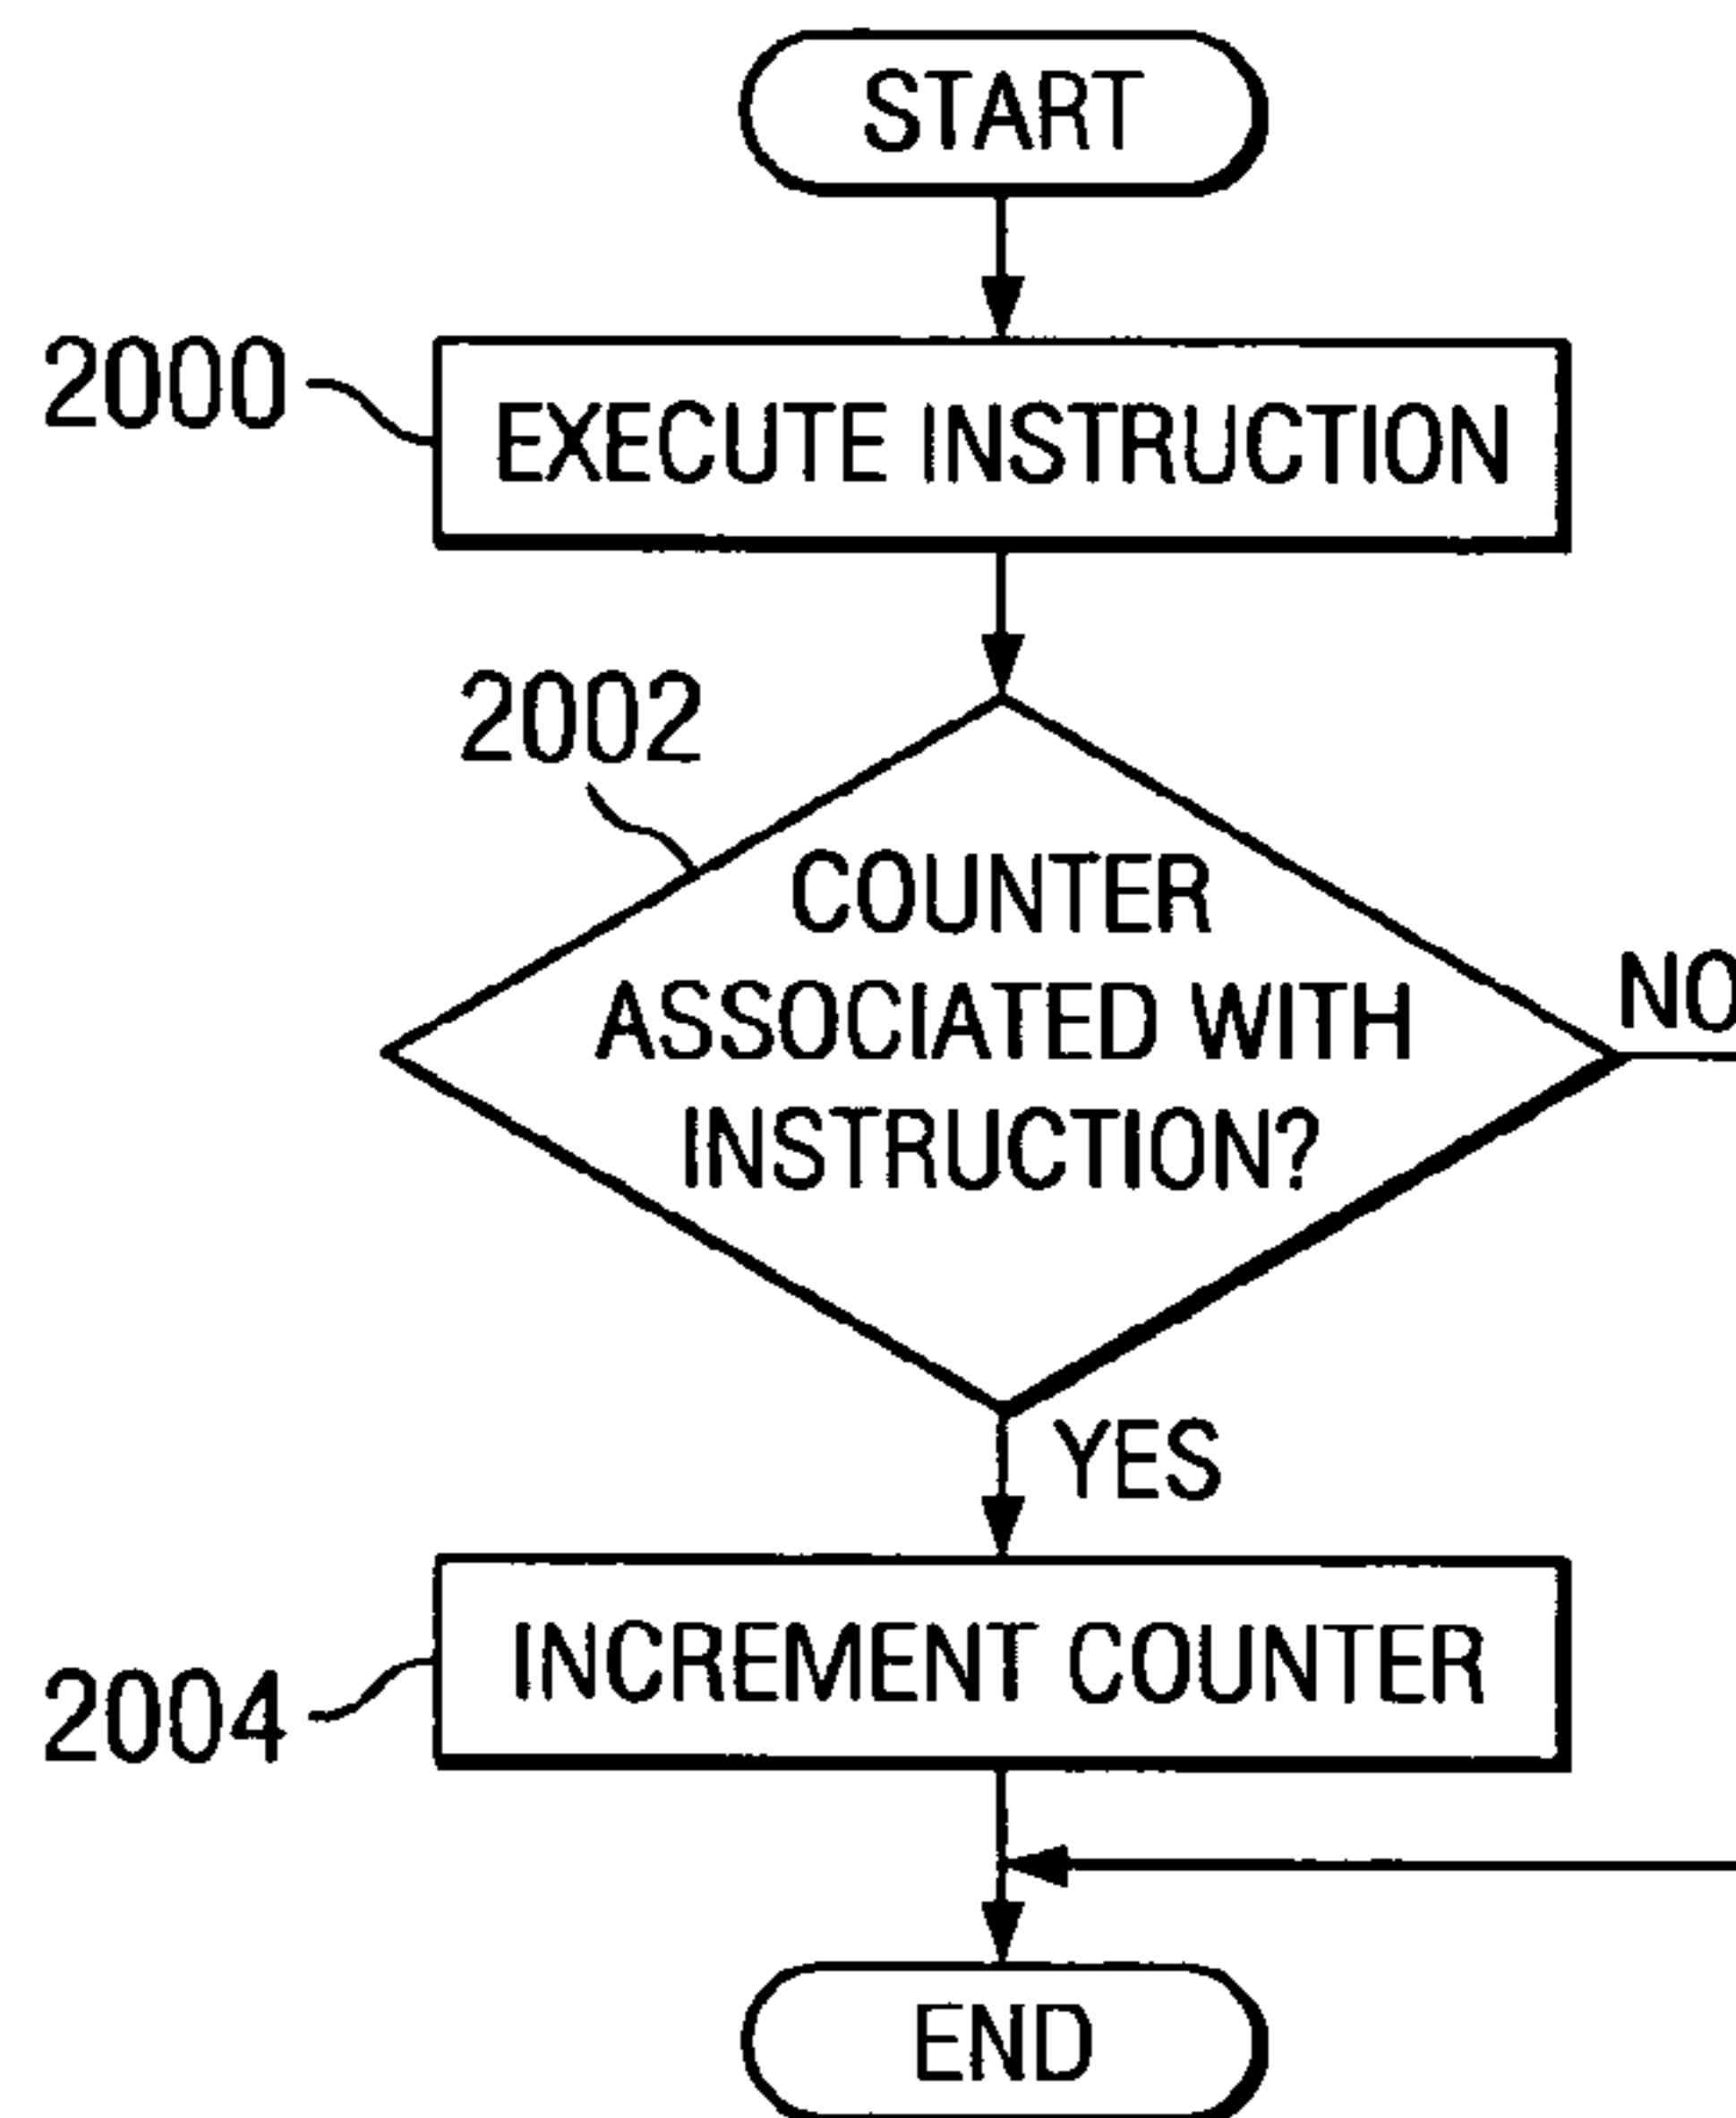 START
2000
EXECUTE INSTRUCTION
2002
COUNTER
ASSOCIATED WITH
INSTRUCTION?
NO
YES
INCREMENT COUNTER
2004
END